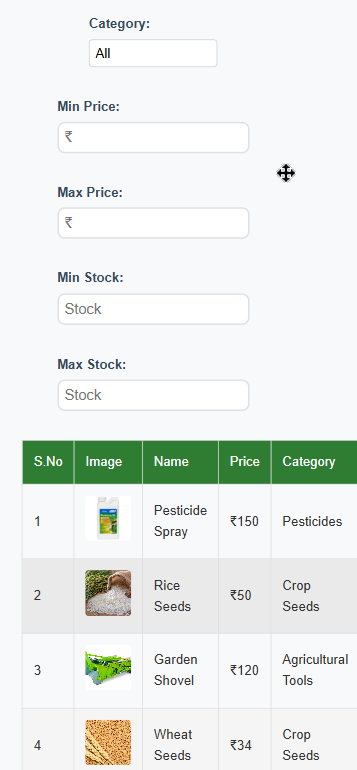 Category:
All
Min Price:
₹
Max Price:
₹
Min Stock:
Stock
Max Stock:
Stock
S.No Image Name Price Category
1 Pesticide Spray ₹150 Pesticides
2 Rice Seeds ₹50 Crop Seeds
3 Garden Shovel ₹120 Agricultural Tools
4 Wheat Seeds ₹34 Crop Seeds